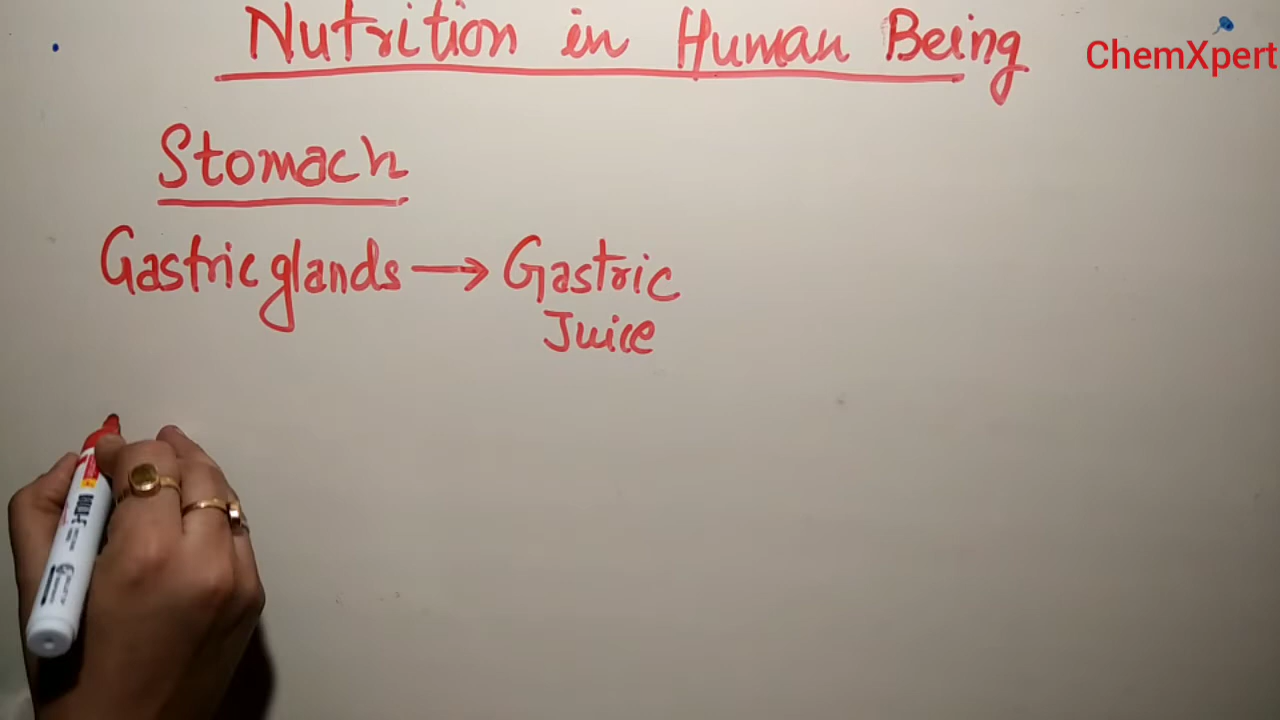 Nutrition in Human Being
ChemXpert
Stomach
Gastric glands → Gastric
Juice